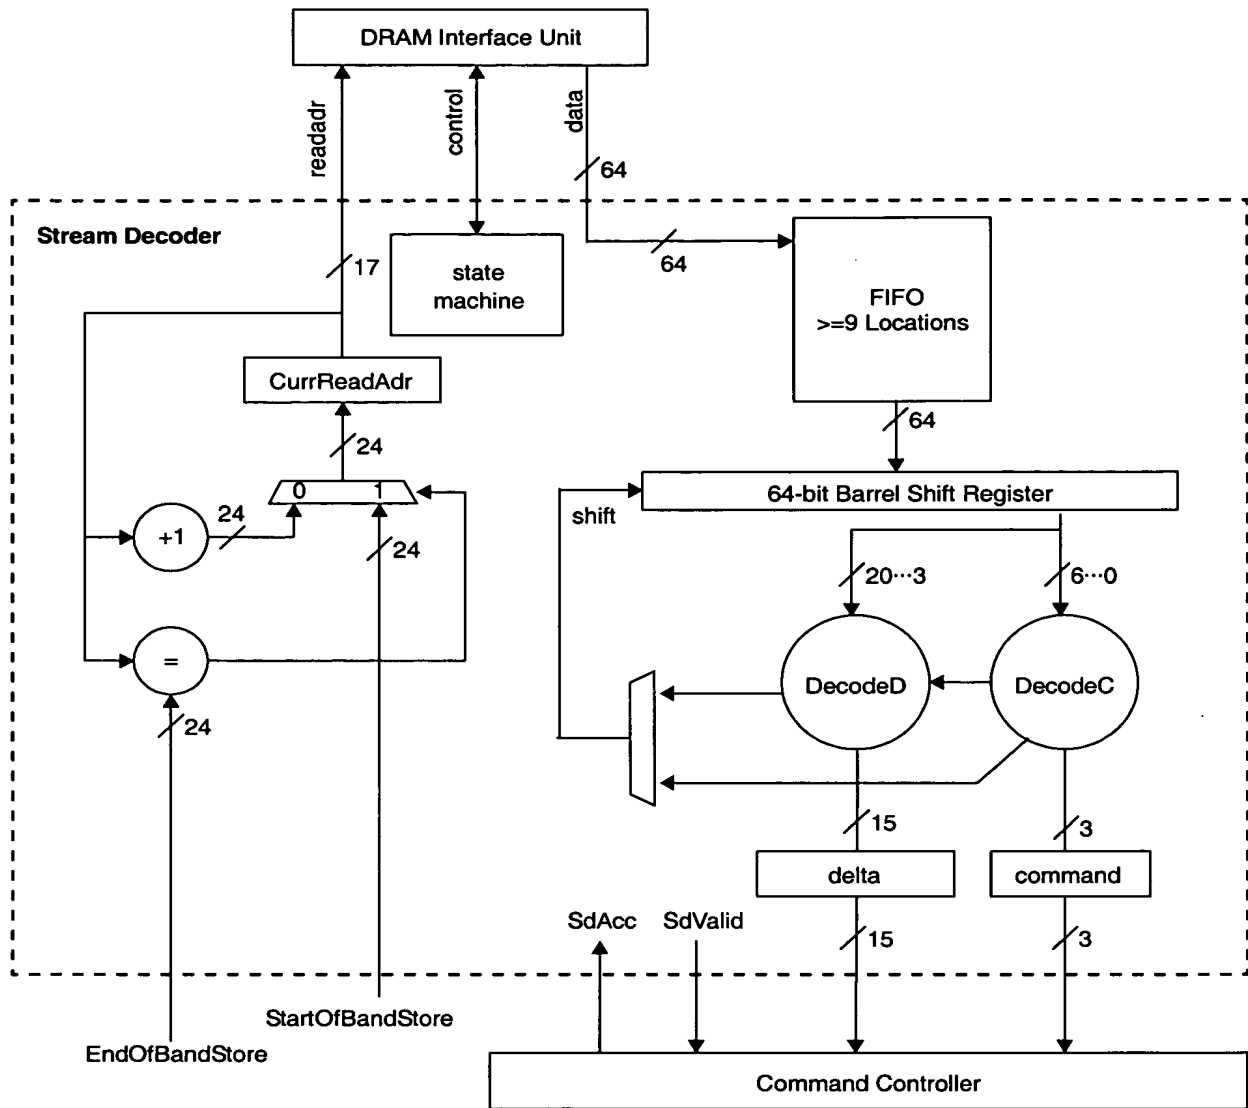 DRAM Interface Unit
readadr
control
data
64
Stream Decoder
17
state
machine
64
FIFO
>=9 Locations
CurrReadAdr
24
64
0 1
64-bit Barrel Shift Register
shift
+1
24
24
20···3
6···0
=
DecodeD
DecodeC
24
15
3
delta
command
SdAcc
SdValid
15
3
StartOfBandStore
EndOfBandStore
Command Controller